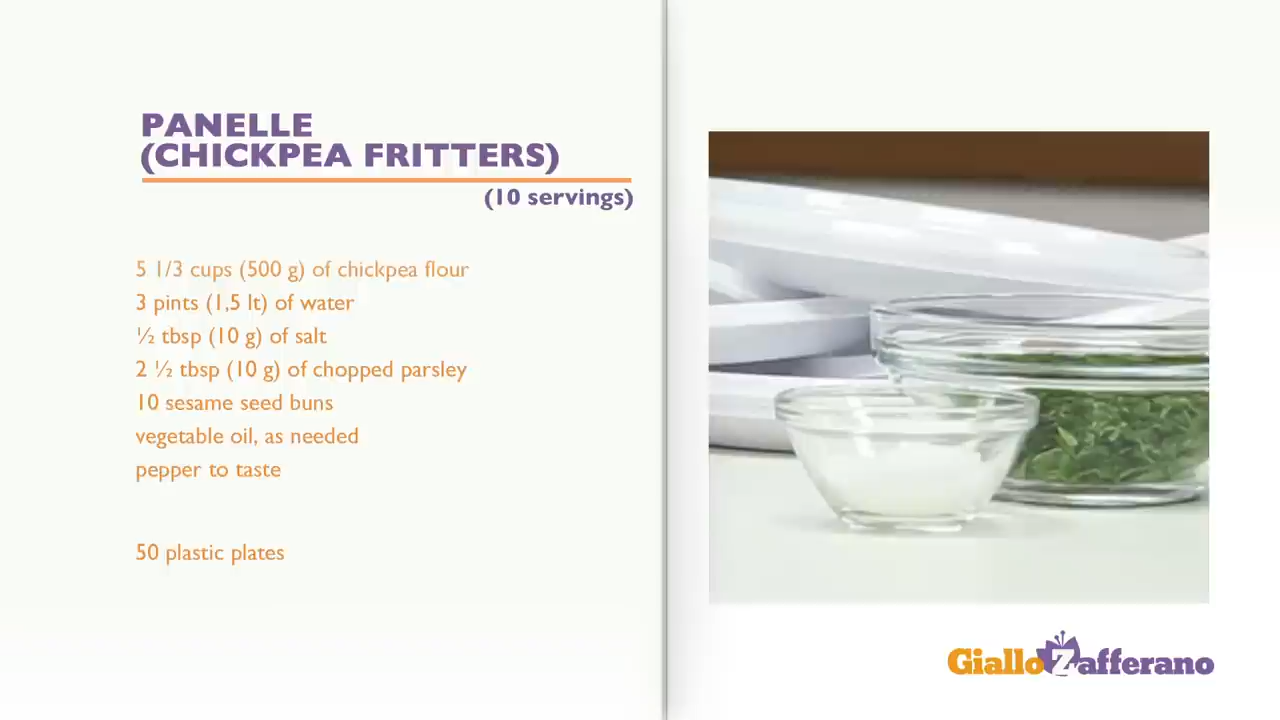 PANELLE
(CHICKPEA FRITTERS)
(10 servings)
5 1/3 cups (500 g) of chickpea flour
3 pints (1,5 lt) of water
½ tbsp (10 g) of salt
2 ½ tbsp (10 g) of chopped parsley
10 sesame seed buns
vegetable oil, as needed
pepper to taste
50 plastic plates
GialloZafferano